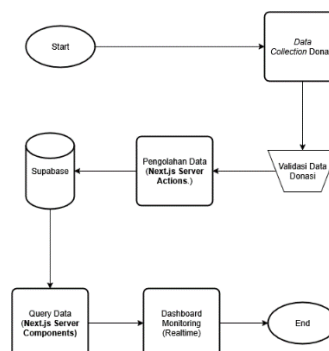 Start
Data
Collection Donasi
Validasi Data
Donasi
Pengolahan Data
(Next.js Server
Actions.)
Supabase
Query Data
(Next.js Server
Components)
Dashboard
Monitoring
(Realtime)
End